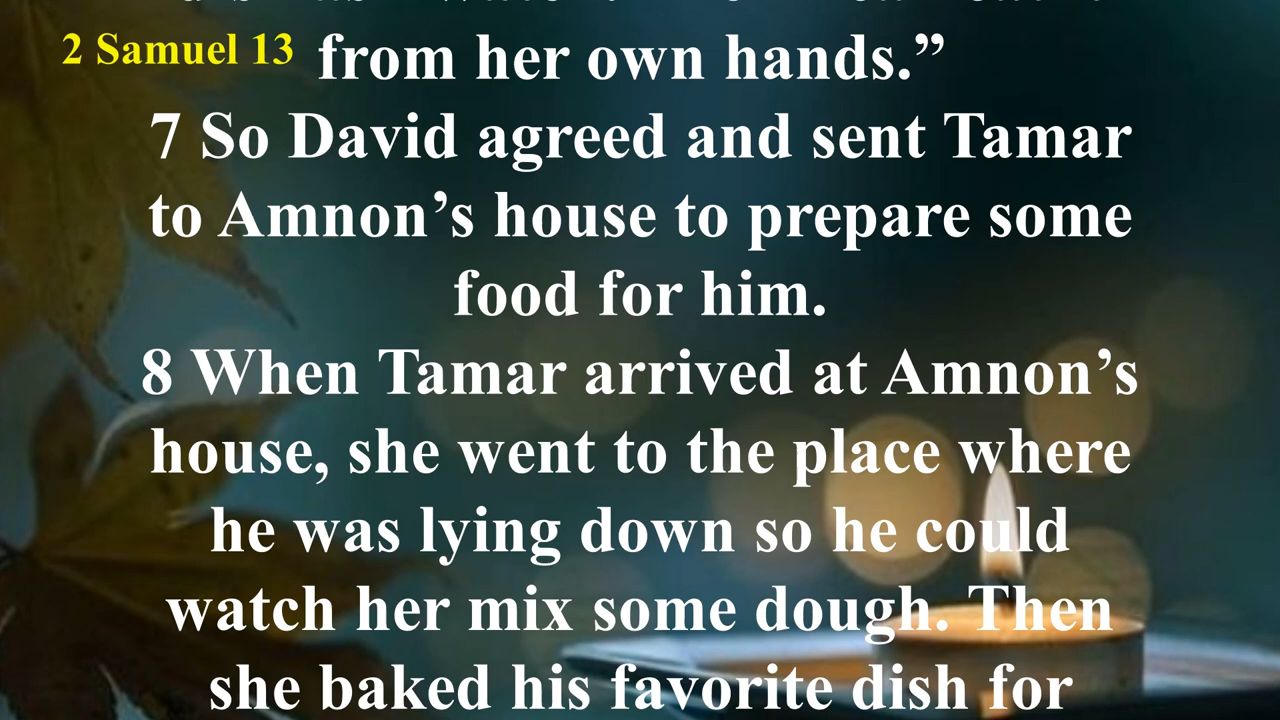 2 Samuel 13
from her own hands.”
7 So David agreed and sent Tamar
to Amnon’s house to prepare some
food for him.
8 When Tamar arrived at Amnon’s
house, she went to the place where
he was lying down so he could
watch her mix some dough. Then
she baked his favorite dish for